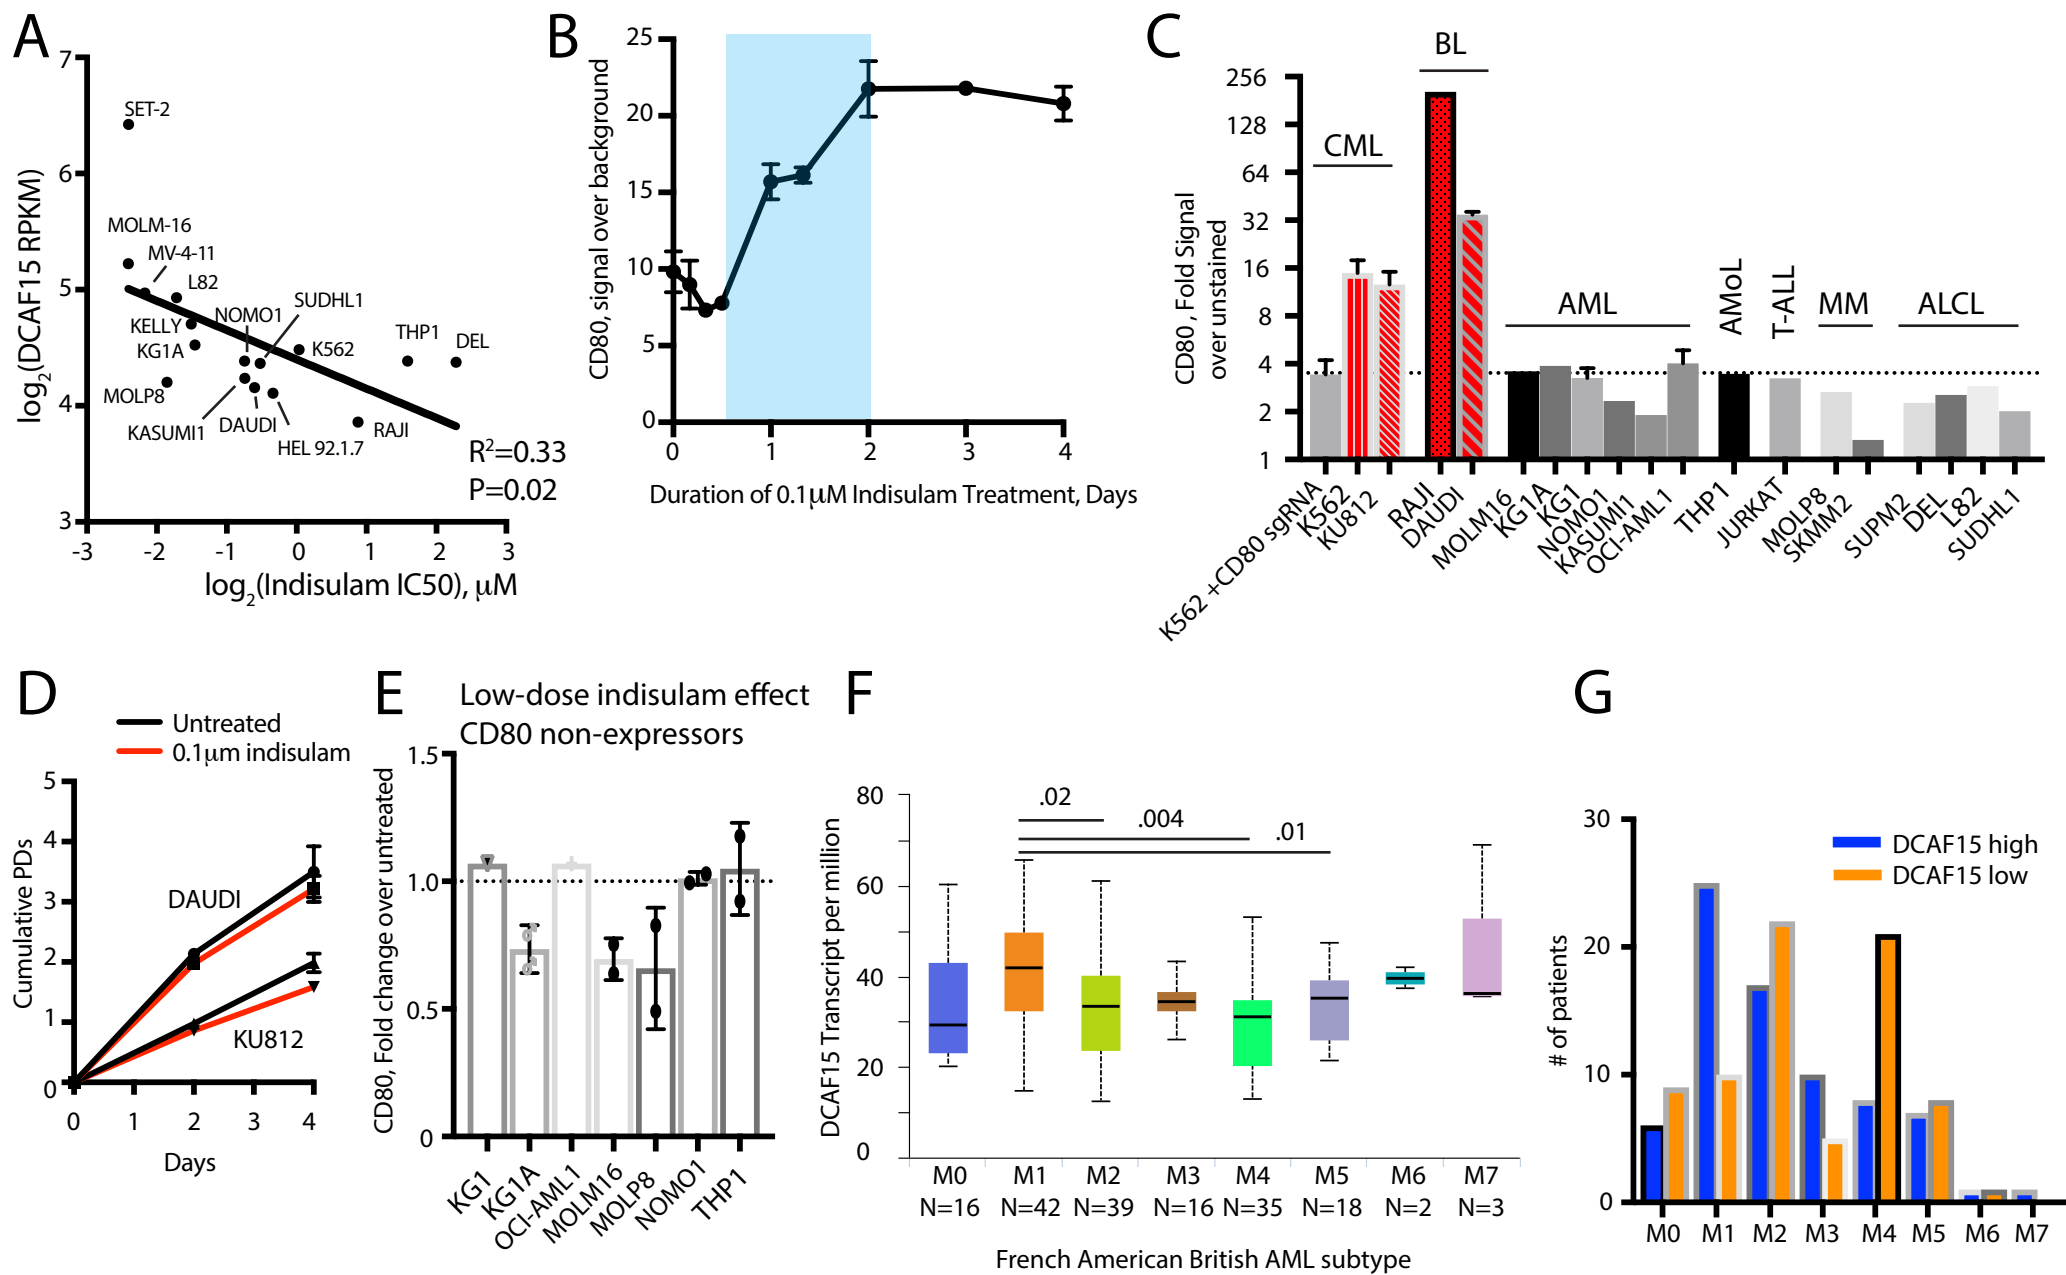 A
7
6
5
4
3
-3
-2
-1
0
1
2
3
log2(DCAF15 RPKM)
log2(Indisulam IC50), μM
SET-2
MOLM-16
MV-4-11
L82
NOMO1
SUDHL1
KELLY
KG1A
K562
THP1
DEL
MOLP8
KASUMI1
DAUDI
HEL 92.1.7
RAJI
R2=0.33
P=0.02
B
25
20
15
10
5
0
0
1
2
3
4
CD80, signal over background
Duration of 0.1μM Indisulam Treatment, Days
C
256
128
64
32
16
8
4
2
1
CD80 , Fold Signal
over unstained
CML
BL
AML
AMoL
T-ALL
MM
ALCL
K562 +CD80 sgRNA
K562
KU812
RAJI
DAUDI
MOLM16
KG1A
KG1
NOMO1
KASUMI1
OCI-AML1
THP1
JURKAT
MOLP8
SKMM2
SUPM2
DEL
L82
SUDHL1
D
Untreated
0.1μm indisulam
5
4
3
2
1
0
0
1
2
3
4
Cumulative PDs
Days
DAUDI
KU812
E
Low-dose indisulam effect
CD80 non-expressors
1.5
1.0
0.5
0
CD80, Fold change over untreated
KG1
KG1A
OCI-AML1
MOLM16
MOLP8
NOMO1
THP1
F
80
60
40
20
0
DCAF15 Transcript per million
.02
.004
.01
M0
M1
M2
M3
M4
M5
M6
M7
N=16
N=42
N=39
N=16
N=35
N=18
N=2
N=3
French American British AML subtype
G
30
20
10
0
# of patients
DCAF15 high
DCAF15 low
M0
M1
M2
M3
M4
M5
M6
M7